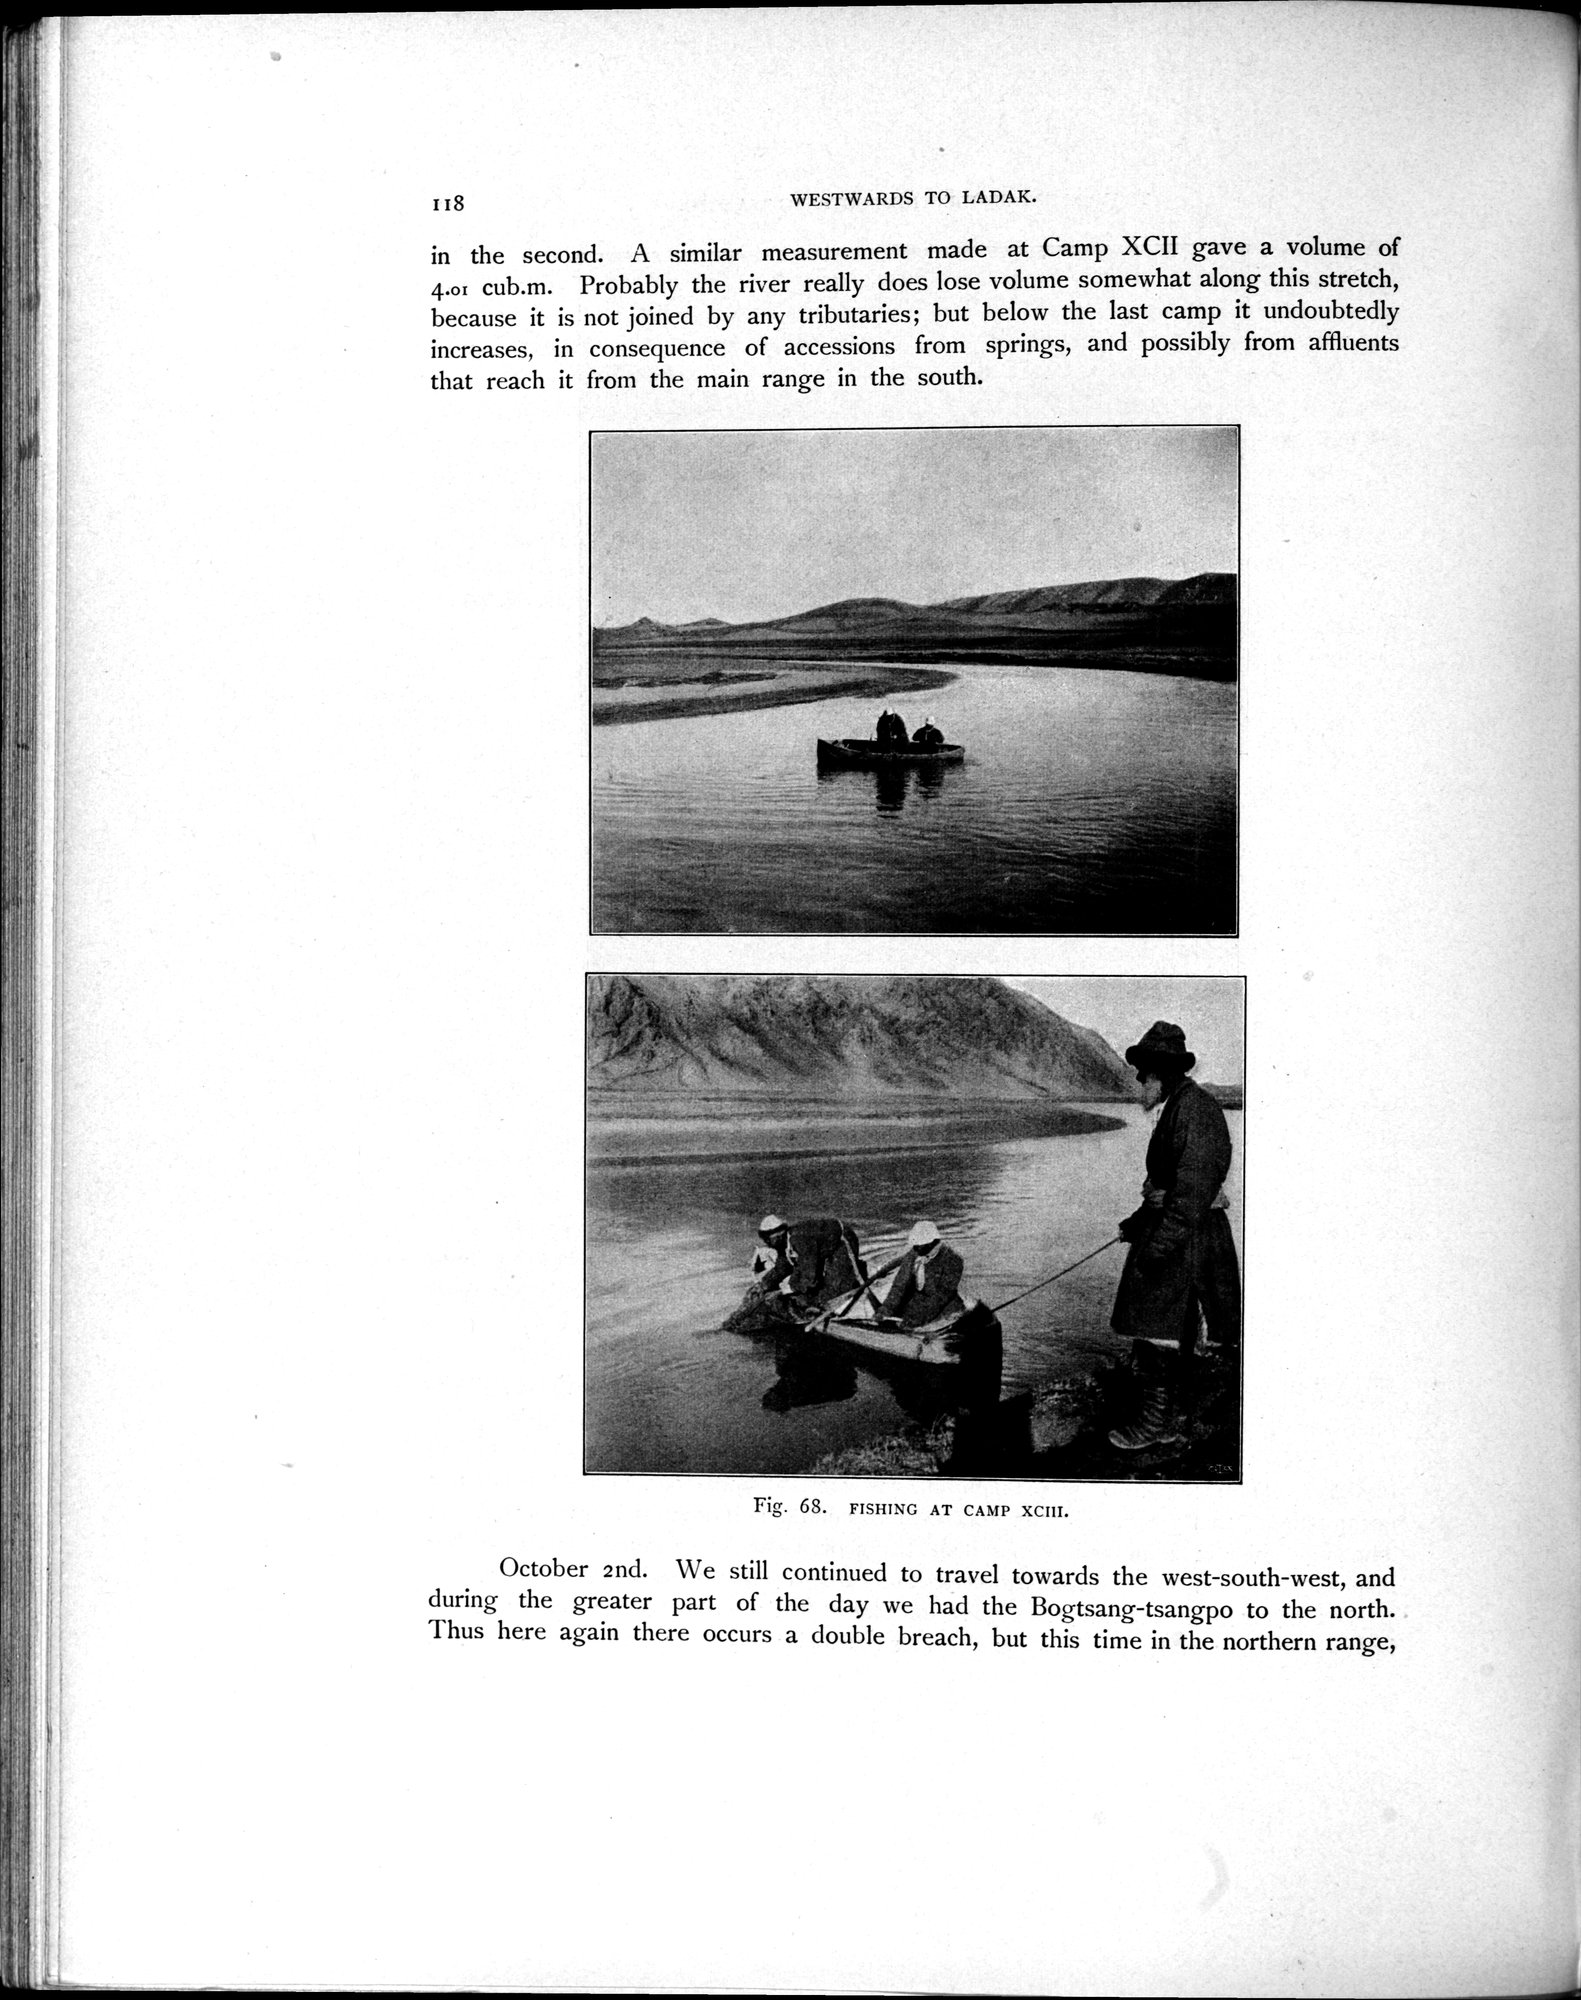 118 WESTWARDS TO LADAK.
in the second. A similar measurement made at Camp XCII gave a volume of
4.01 cub.m. Probably the river really does lose volume somewhat along this stretch,
because it is not joined by any tributaries; but below the last camp it undoubtedly
increases, in consequence of accessions from springs, and possibly from affluents
that reach it from the main range in the south.
Fig. 68. FISHING AT CAMP XCIII.
October 2nd. We still continued to travel towards the west-south-west, and
during the greater part of the day we had the Bogtsang-tsangpo to the north.
Thus here again there occurs a double breach, but this time in the northern range,